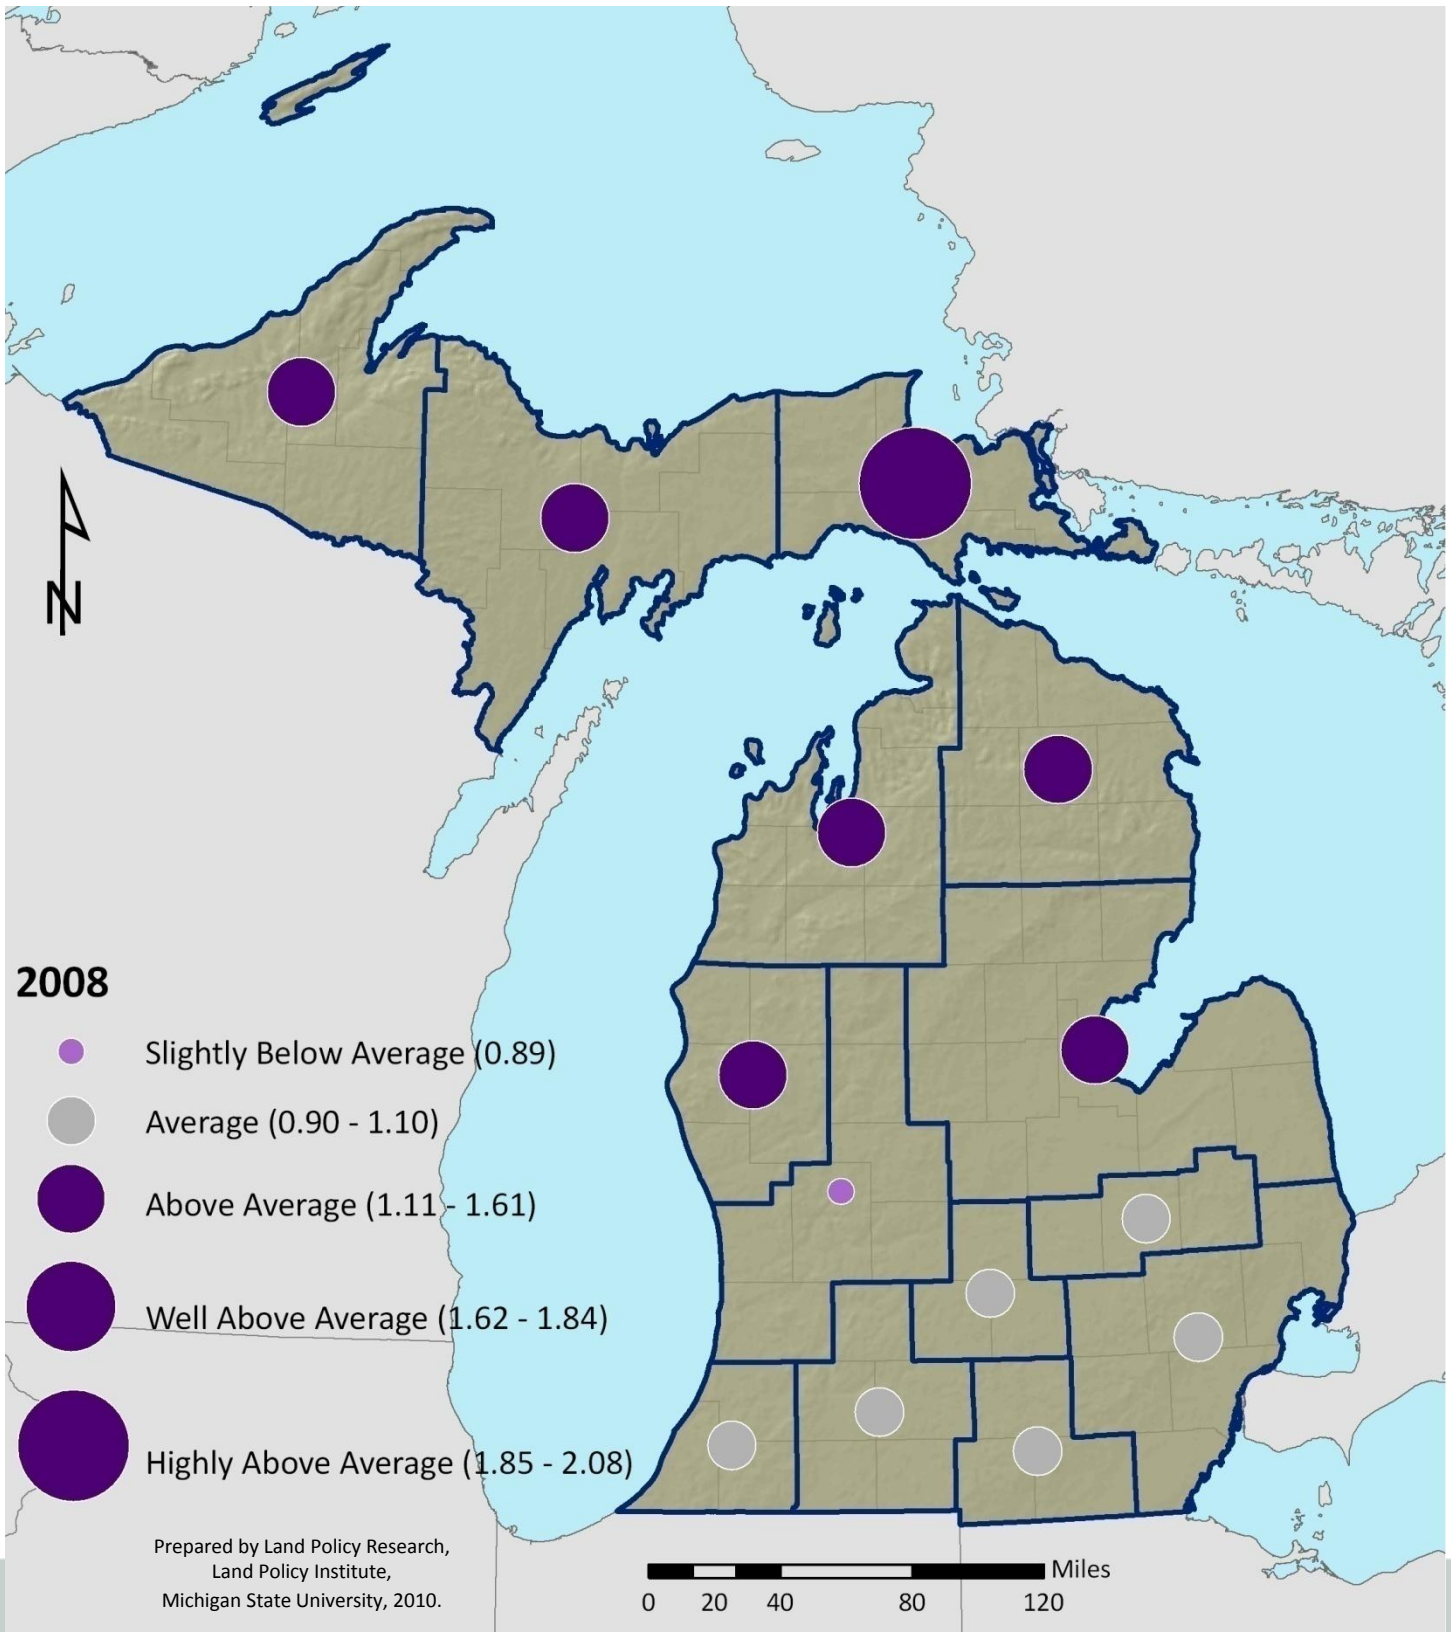 N
2008
Slightly Below Average (0.89)
Average (0.90 - 1.10)
Above Average (1.11 - 1.61)
Well Above Average (1.62 - 1.84)
Highly Above Average (1.85 - 2.08)
Prepared by Land Policy Research,
Land Policy Institute,
Michigan State University, 2010.
Miles
0 20 40 80 120